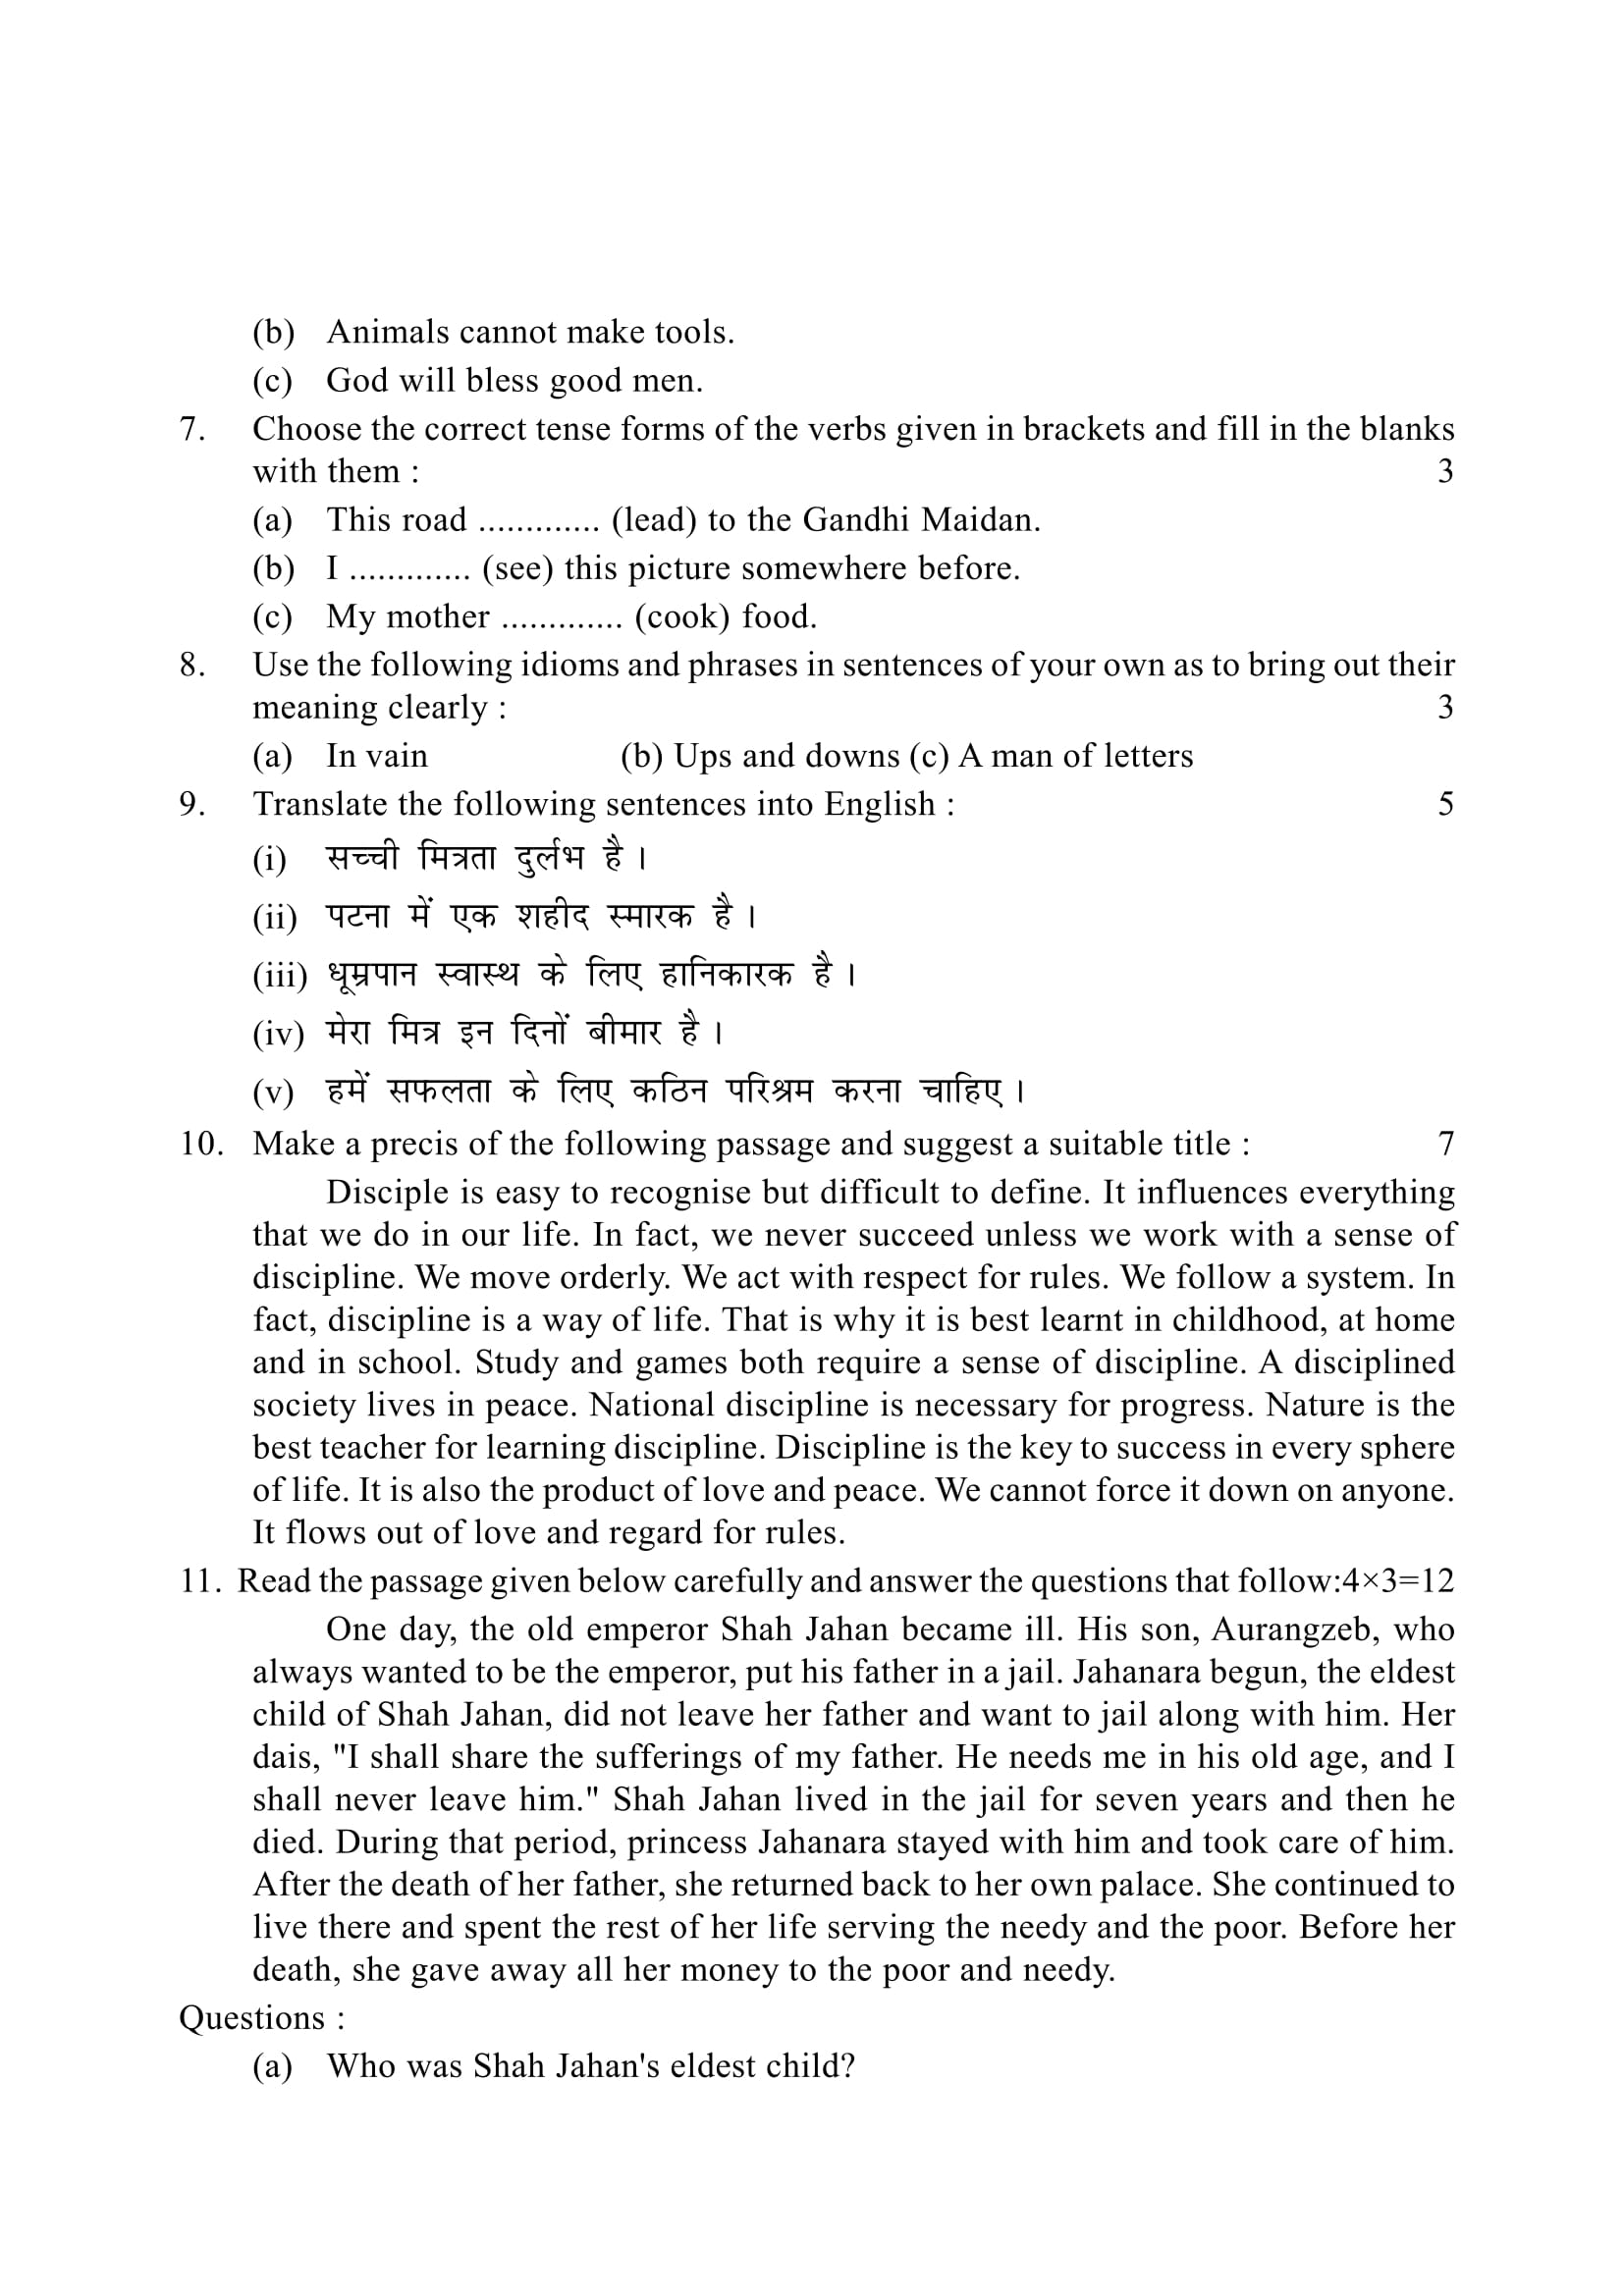 (b) Animals cannot make tools.
(c) God will bless good men.
7. Choose the correct tense forms of the verbs given in brackets and fill in the blanks
with them : 3
(a) This road ............. (lead) to the Gandhi Maidan.
(b) I ............. (see) this picture somewhere before.
(c) My mother ............. (cook) food.
8. Use the following idioms and phrases in sentences of your own as to bring out their
meaning clearly : 3
(a) In vain (b) Ups and downs (c) A man of letters
9. Translate the following sentences into English : 5
(i) सच्ची मित्रता दुर्लभ है ।
(ii) पटना में एक शहीद स्मारक है ।
(iii) धूम्रपान स्वास्थ के लिए हानिकारक है ।
(iv) मेरा मित्र इन दिनों बीमार है ।
(v) हमें सफलता के लिए कठिन परिश्रम करना चाहिए ।
10. Make a precis of the following passage and suggest a suitable title : 7
Disciple is easy to recognise but difficult to define. It influences everything
that we do in our life. In fact, we never succeed unless we work with a sense of
discipline. We move orderly. We act with respect for rules. We follow a system. In
fact, discipline is a way of life. That is why it is best learnt in childhood, at home
and in school. Study and games both require a sense of discipline. A disciplined
society lives in peace. National discipline is necessary for progress. Nature is the
best teacher for learning discipline. Discipline is the key to success in every sphere
of life. It is also the product of love and peace. We cannot force it down on anyone.
It flows out of love and regard for rules.
11. Read the passage given below carefully and answer the questions that follow:4×3=12
One day, the old emperor Shah Jahan became ill. His son, Aurangzeb, who
always wanted to be the emperor, put his father in a jail. Jahanara begun, the eldest
child of Shah Jahan, did not leave her father and want to jail along with him. Her
dais, "I shall share the sufferings of my father. He needs me in his old age, and I
shall never leave him." Shah Jahan lived in the jail for seven years and then he
died. During that period, princess Jahanara stayed with him and took care of him.
After the death of her father, she returned back to her own palace. She continued to
live there and spent the rest of her life serving the needy and the poor. Before her
death, she gave away all her money to the poor and needy.
Questions :
(a) Who was Shah Jahan's eldest child?